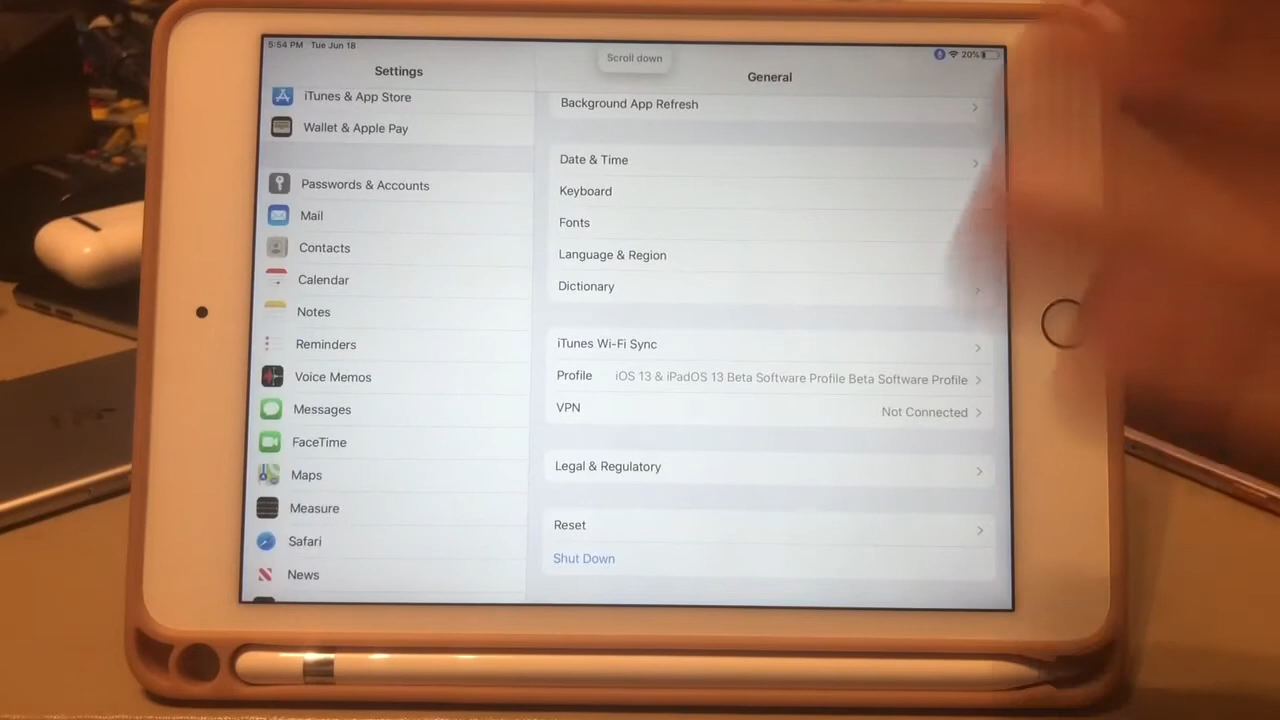 5:54 PM Tue Jun 18
Scroll down
20%
Settings
General
iTunes & App Store
Wallet & Apple Pay
Passwords & Accounts
Mail
Contacts
Calendar
Notes
Reminders
Voice Memos
Messages
FaceTime
Maps
Measure
Safari
News
Background App Refresh
Date & Time
Keyboard
Fonts
Language & Region
Dictionary
iTunes Wi-Fi Sync
Profile iOS 13 & iPadOS 13 Beta Software Profile Beta Software Profile
VPN Not Connected
Legal & Regulatory
Reset
Shut Down